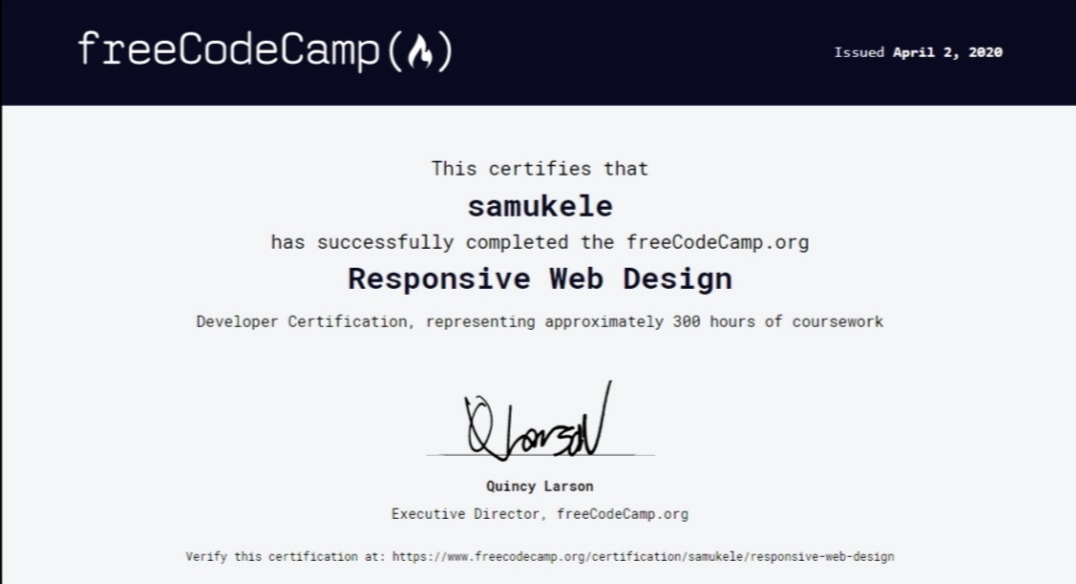 freeCodeCamp(🔥)
Issued April 2, 2020
This certifies that
samukele
has successfully completed the freeCodeCamp.org
Responsive Web Design
Developer Certification, representing approximately 300 hours of coursework
Q Larson
Quincy Larson
Executive Director, freeCodeCamp.org
Verify this certification at: https://www.freecodecamp.org/certification/samukele/responsive-web-design